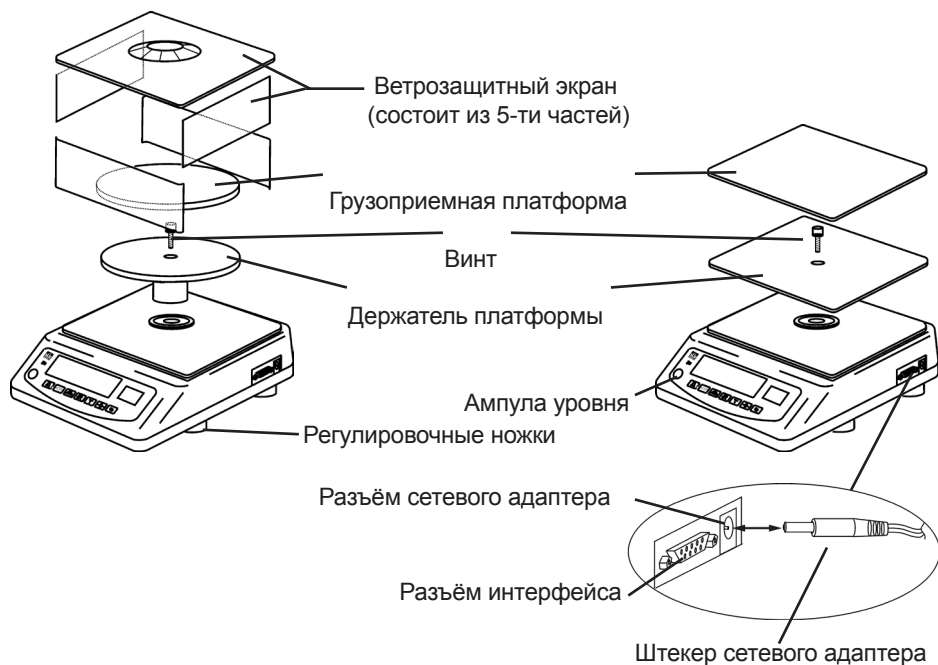 Ветрозащитный экран
(состоит из 5-ти частей)
Грузоприемная платформа
Винт
Держатель платформы
Ампула уровня
Регулировочные ножки
Разъём сетевого адаптера
Разъём интерфейса
Штекер сетевого адаптера